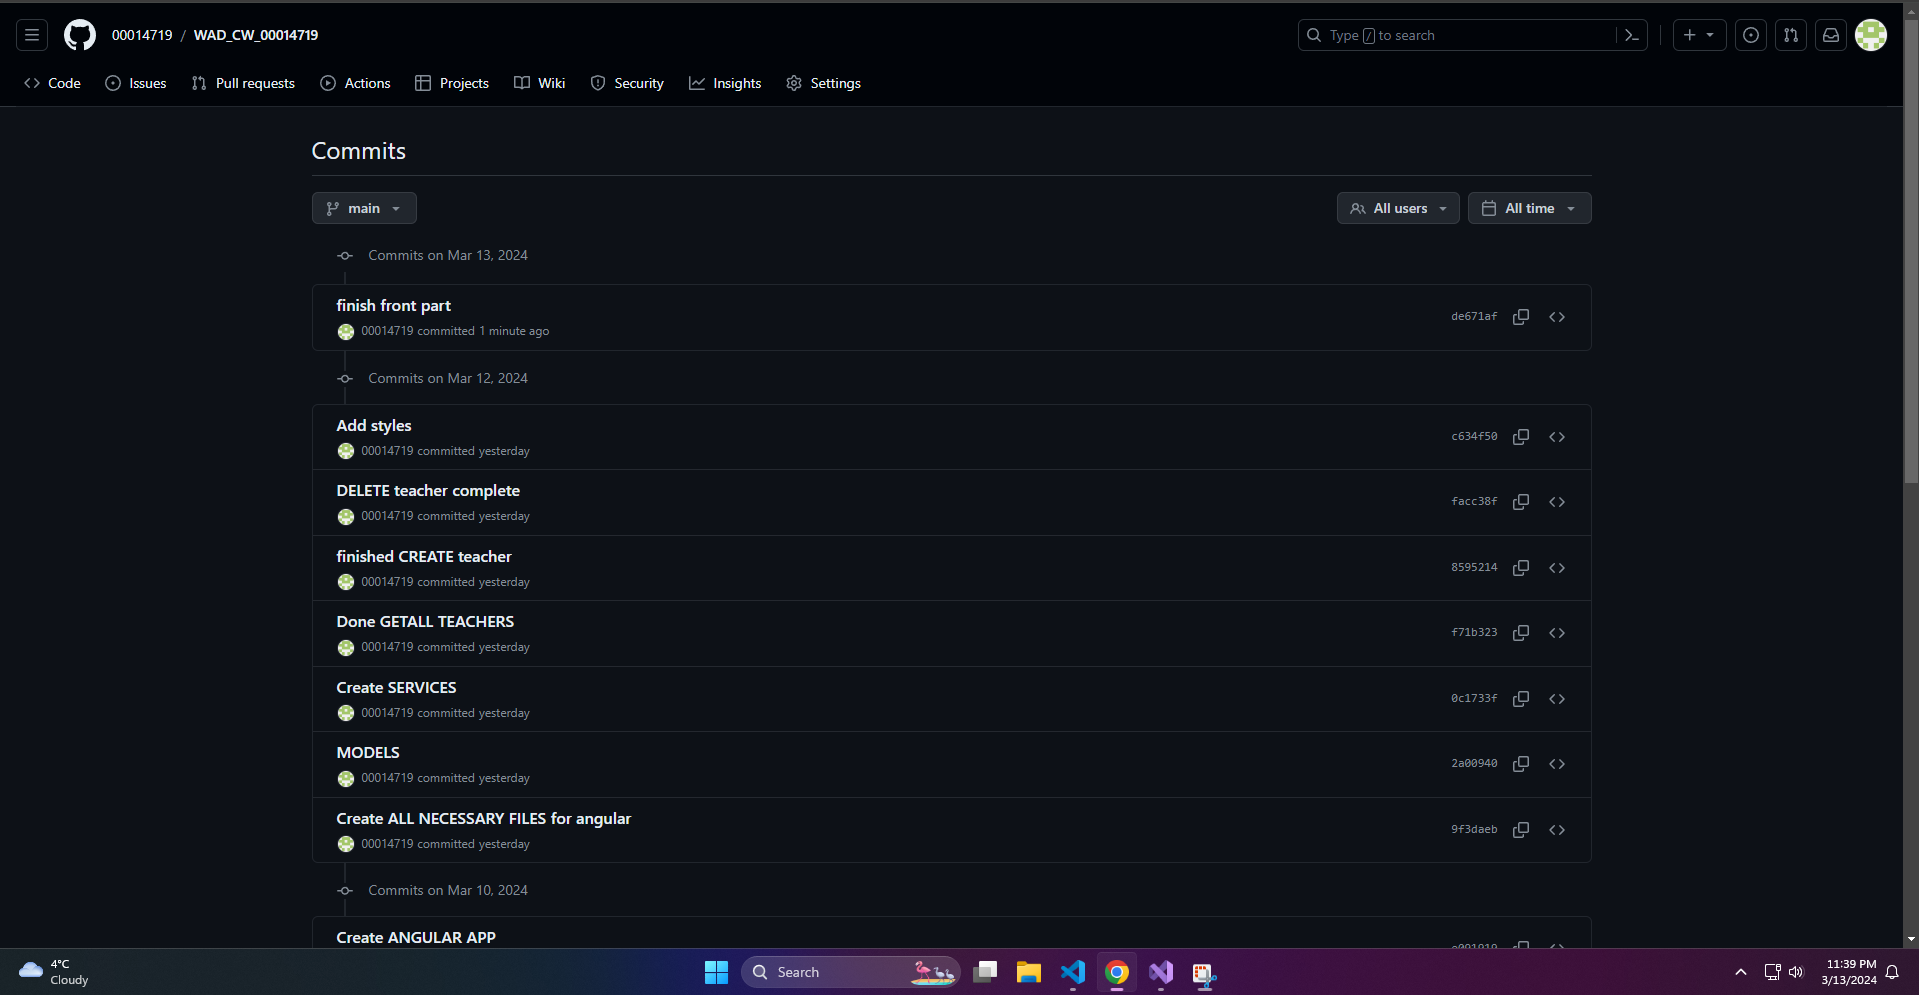 00014719 / WAD_CW_00014719
Type / to search
Code Issues Pull requests Actions Projects Wiki Security Insights Settings
Commits
main
All users All time
Commits on Mar 13, 2024
finish front part
00014719 committed 1 minute ago
de671af
Commits on Mar 12, 2024
Add styles
00014719 committed yesterday
c634f50
DELETE teacher complete
00014719 committed yesterday
facc38f
finished CREATE teacher
00014719 committed yesterday
8595214
Done GETALL TEACHERS
00014719 committed yesterday
f71b323
Create SERVICES
00014719 committed yesterday
0c1733f
MODELS
00014719 committed yesterday
2a00940
Create ALL NECESSARY FILES for angular
00014719 committed yesterday
9f3daeb
Commits on Mar 10, 2024
Create ANGULAR APP
4°C
Cloudy
Search
11:39 PM
3/13/2024